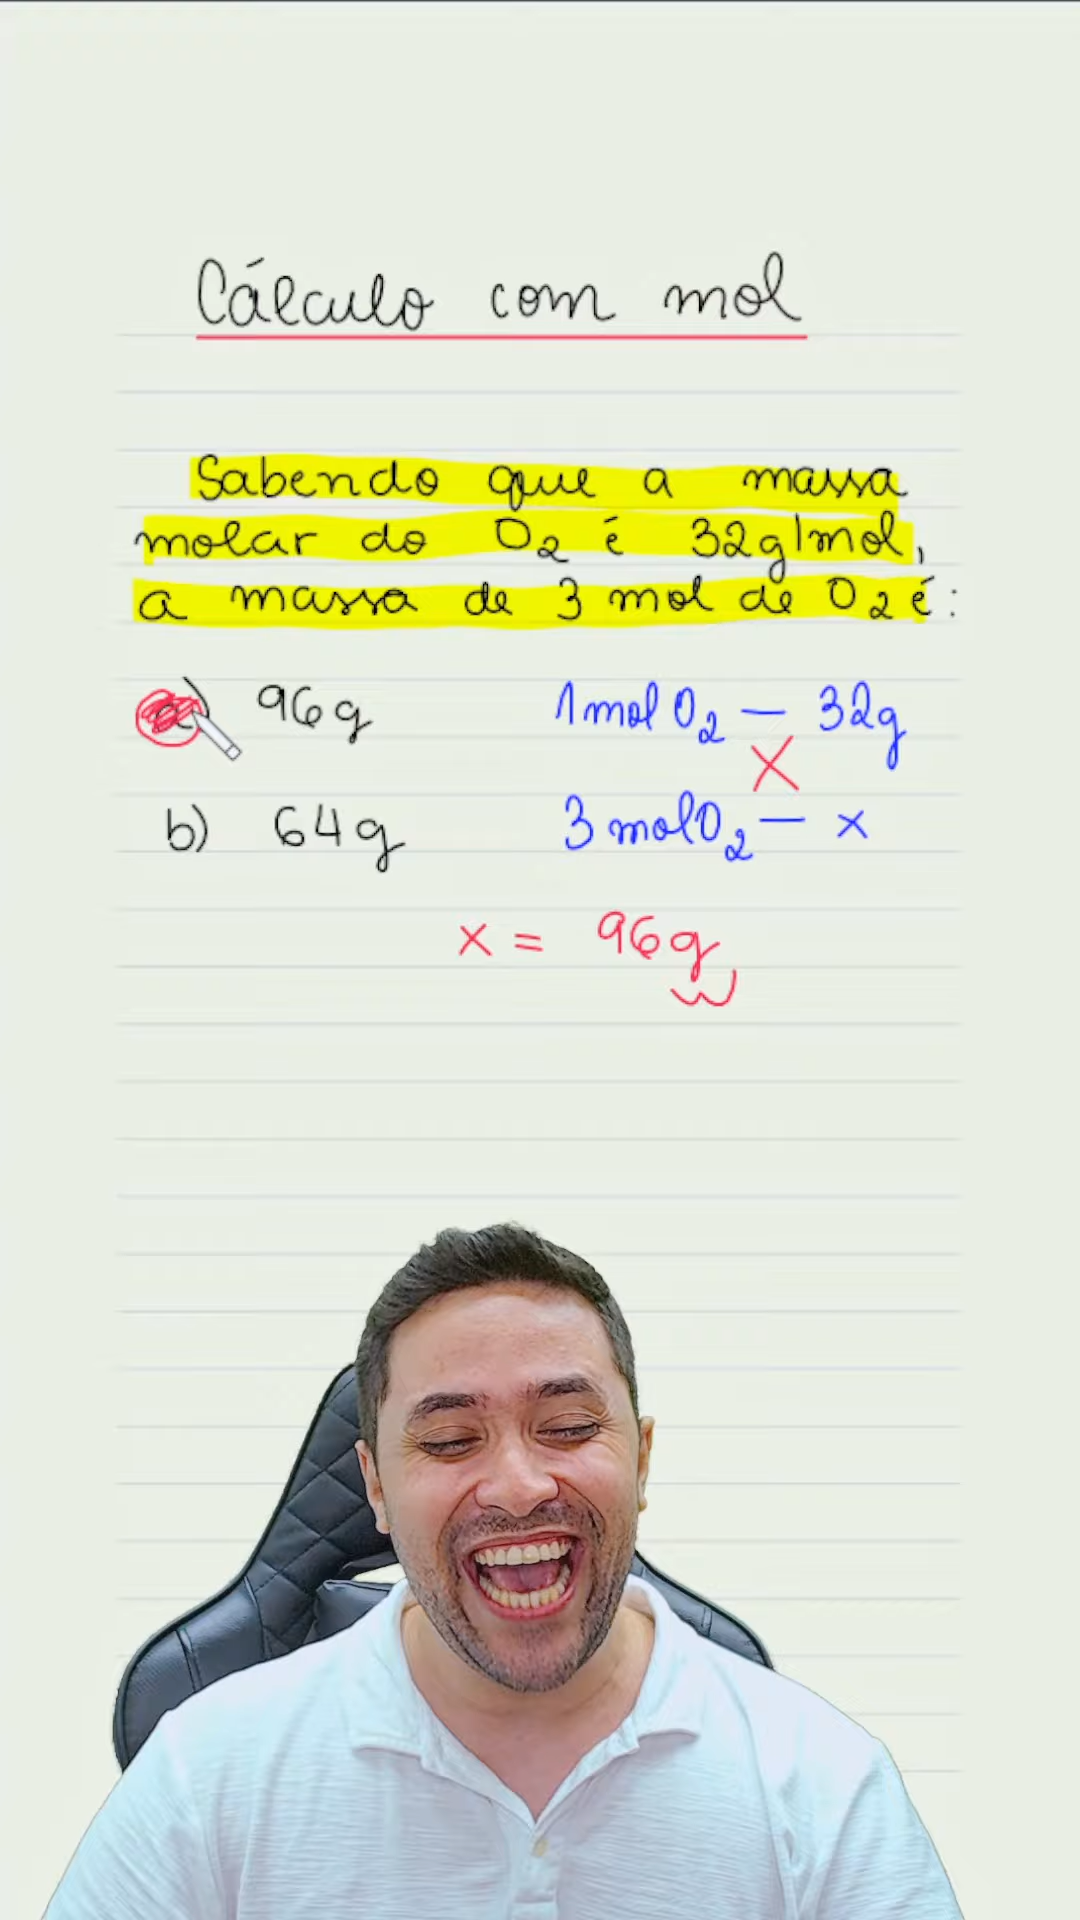 Cálculo com mol
Sabendo que a massa
molar do O₂ é 32g/mol,
a massa de 3 mol de O₂ é:
a) 96g 1mol O₂ — 32g
b) 64g 3 mol O₂ — x
x = 96g